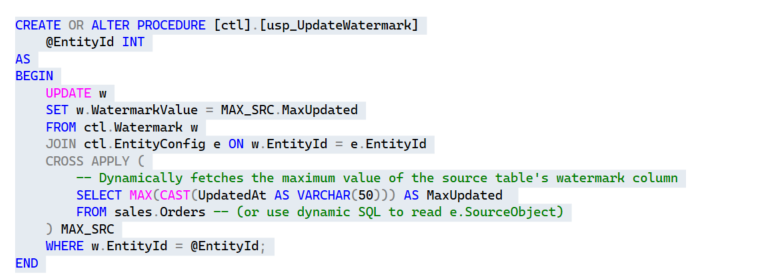 CREATE OR ALTER PROCEDURE [ctl].[usp_UpdateWatermark]
    @EntityId INT
AS
BEGIN
    UPDATE w
    SET w.WatermarkValue = MAX_SRC.MaxUpdated
    FROM ctl.Watermark w
    JOIN ctl.EntityConfig e ON w.EntityId = e.EntityId
    CROSS APPLY (
        -- Dynamically fetches the maximum value of the source table's watermark column
        SELECT MAX(CAST(UpdatedAt AS VARCHAR(50))) AS MaxUpdated
        FROM sales.Orders -- (or use dynamic SQL to read e.SourceObject)
    ) MAX_SRC
    WHERE w.EntityId = @EntityId;
END